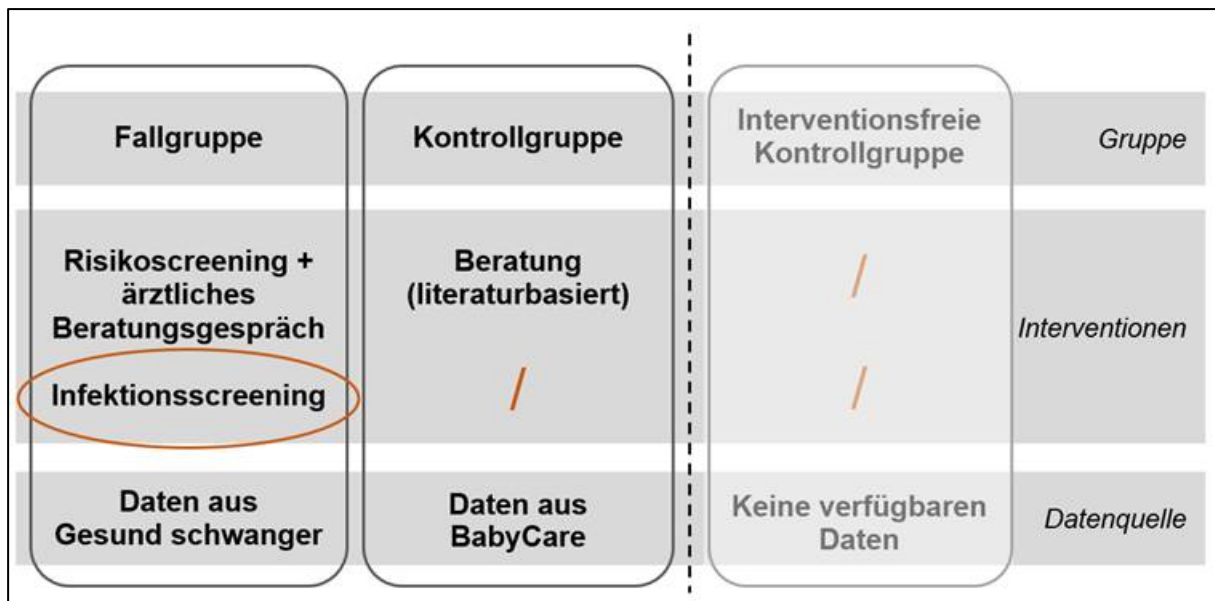 Fallgruppe
Kontrollgruppe
Interventionsfreie
Kontrollgruppe
Gruppe
Risikoscreening +
ärztliches
Beratungsgespräch
Beratung
(literaturbasiert)
/
Interventionen
Infektionsscreening
/
/
Daten aus
Gesund schwanger
Daten aus
BabyCare
Keine verfügbaren
Daten
Datenquelle